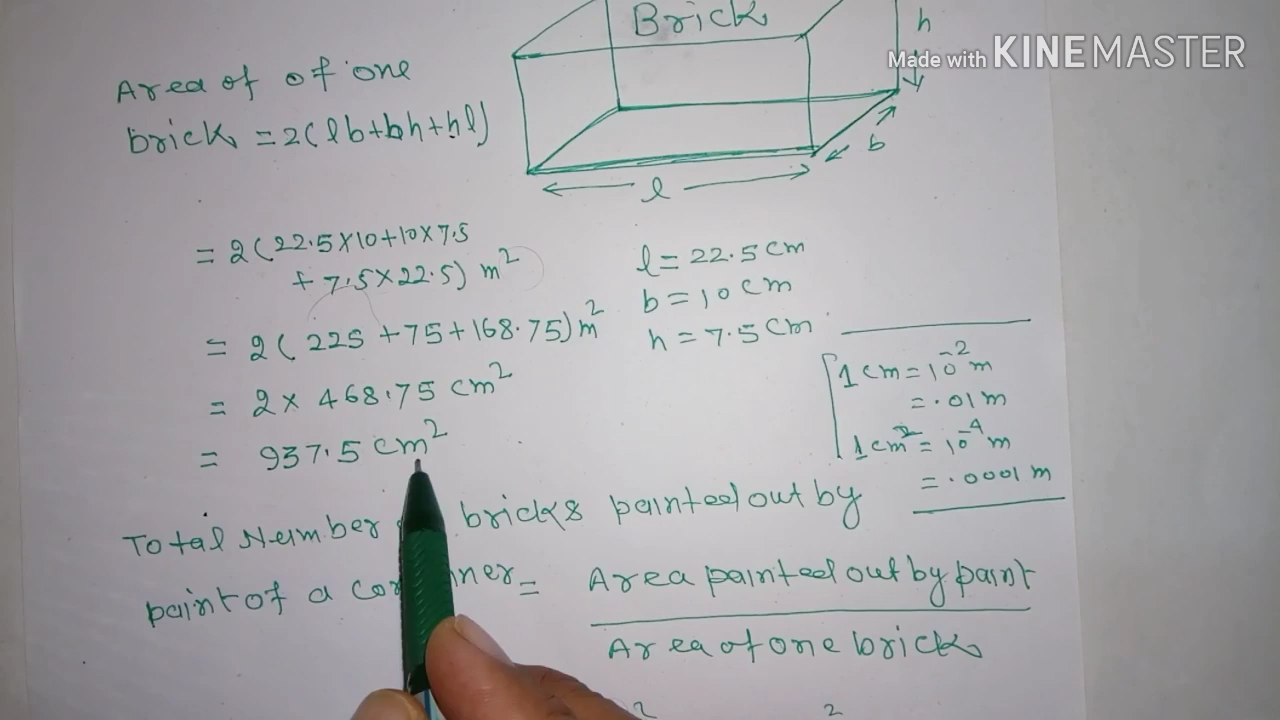 Brick
h
Made with KINEMASTER
Area of of one
brick = 2(lb+bh+hl)
b
l
= 2(22.5×10+10×7.5
+ 7.5×22.5) m²
l = 22.5 cm
b = 10 cm
h = 7.5 cm
= 2(225 +75+168.75) m²
= 2× 468.75 cm²
= 937.5 cm²
1 cm = 10⁻² m
= .01 m
1 cm² = 10⁻⁴ m
= .0001 m
Total Number bricks painted out by
paint of a =
Area painted out by paint
Area of one brick
2 2